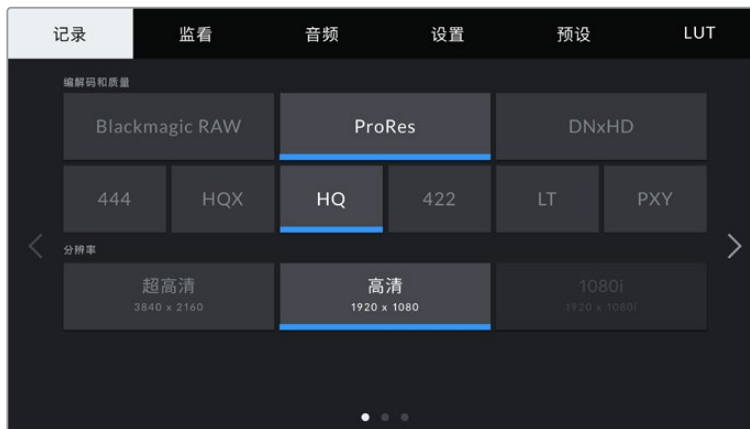 记录 监看 音频 设置 预设 LUT
编解码和质量
Blackmagic RAW ProRes DNxHD
444 HQX HQ 422 LT PXY
分辨率
超高清 高清 1080i
3840 x 2160 1920 x 1080 1920 x 1080i